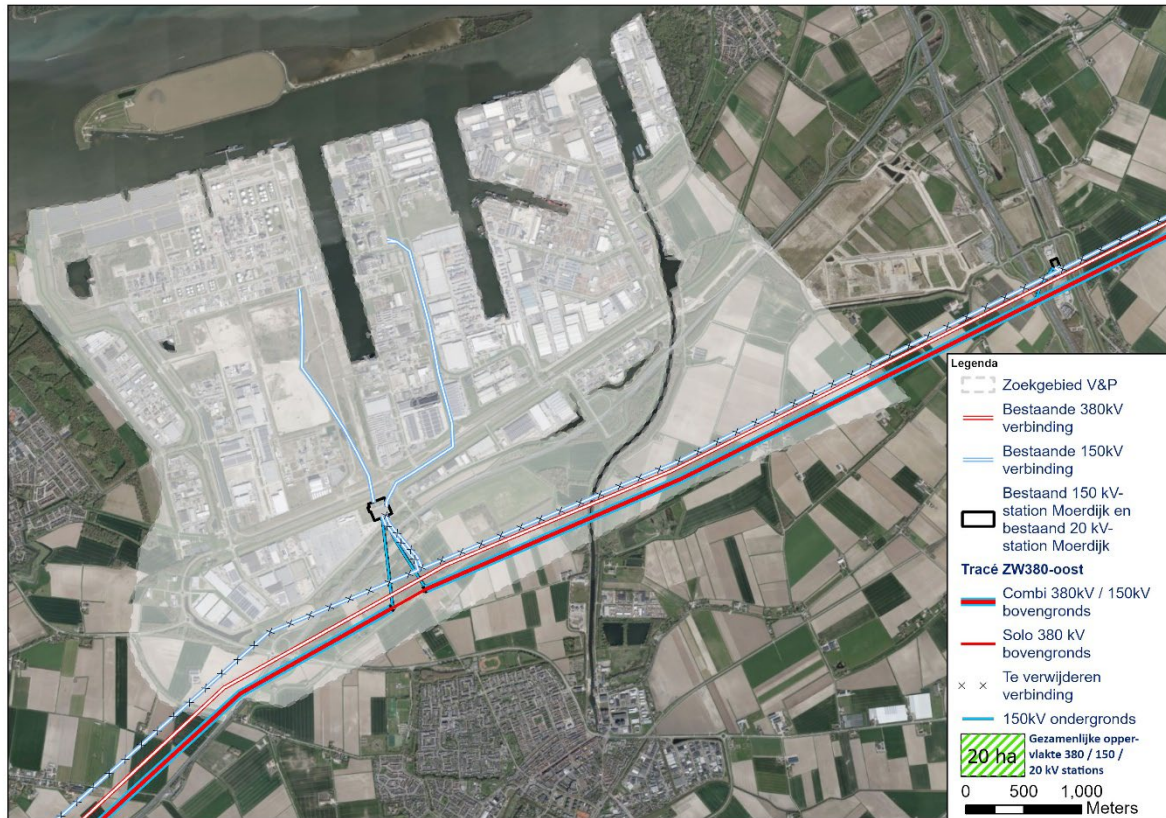 Legenda
Zoekgebied V&P
Bestaande 380kV
verbinding
Bestaande 150kV
verbinding
Bestaand 150 kV-
station Moerdijk en
bestaand 20 kV-
station Moerdijk
Tracé ZW380-oost
Combi 380kV / 150kV
bovengronds
Solo 380 kV
bovengronds
Te verwijderen
verbinding
150kV ondergronds
20 ha
Gezamenlijke opper-
vlakte 380 / 150 /
20 kV stations
0 500 1,000
Meters